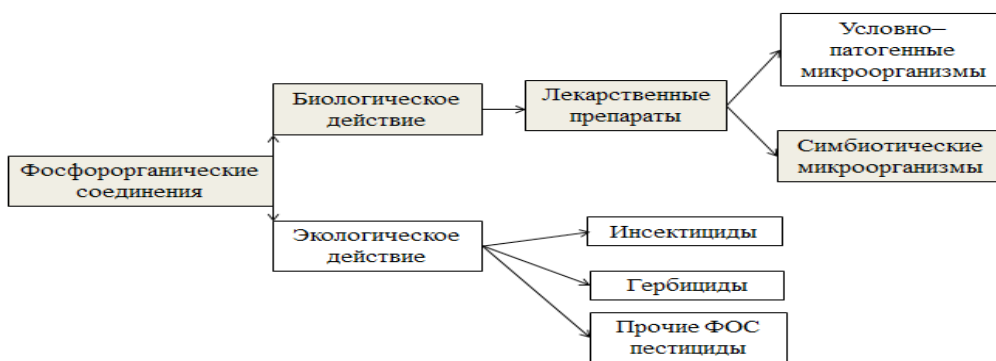 Условно–
патогенные
микроорганизмы
Биологическое
действие
Лекарственные
препараты
Симбиотические
микроорганизмы
Фосфорорганические
соединения
Экологическое
действие
Инсектициды
Гербициды
Прочие ФОС
пестициды